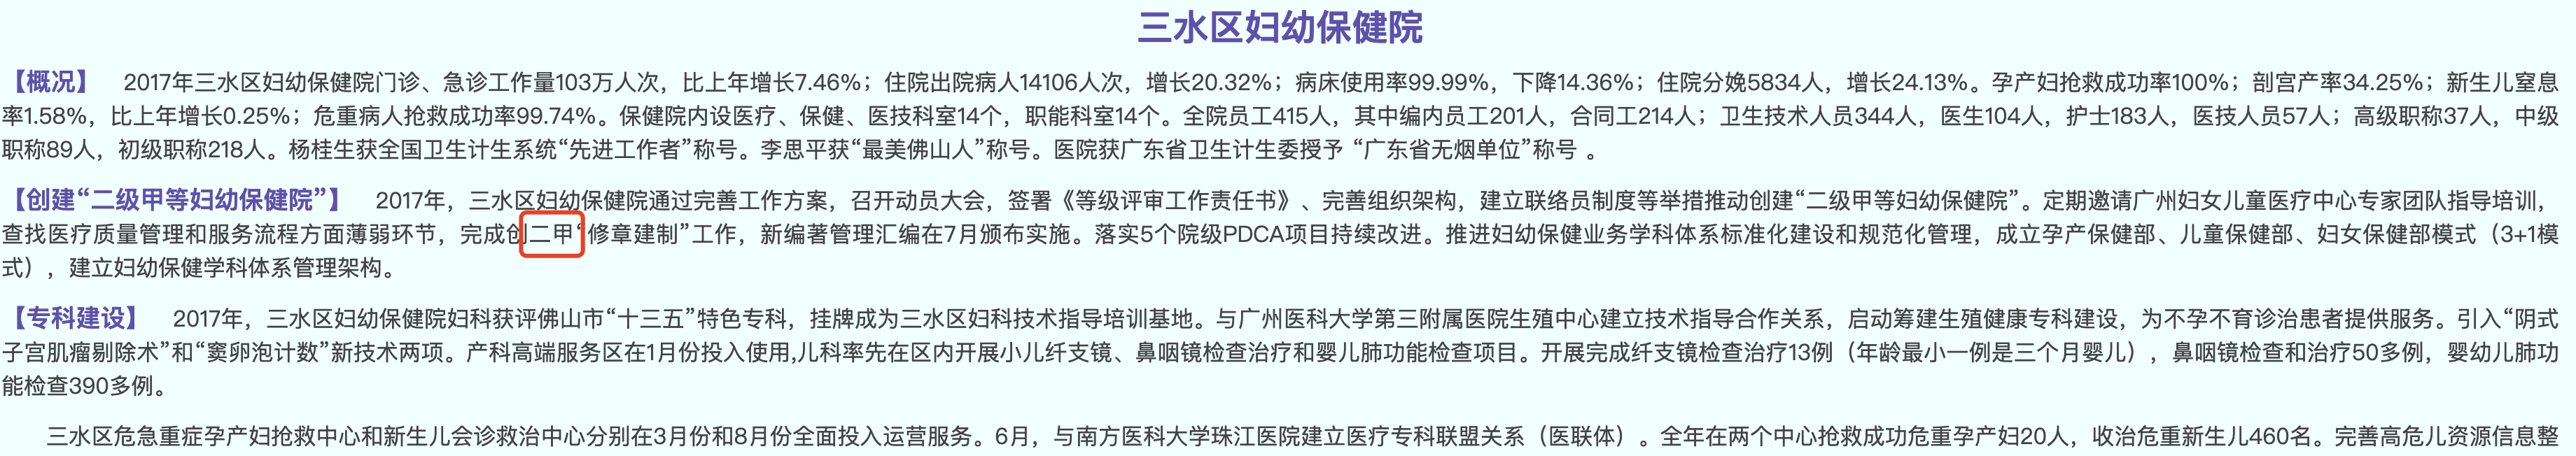 三水区妇幼保健院
【概况】 2017年三水区妇幼保健院门诊、急诊工作量103万人次，比上年增长7.46%；住院出院病人14106人次，增长20.32%；病床使用率99.99%，下降14.36%；住院分娩5834人，增长24.13%。孕产妇抢救成功率100%；剖宫产率34.25%；新生儿窒息
率1.58%，比上年增长0.25%；危重病人抢救成功率99.74%。保健院内设医疗、保健、医技科室14个，职能科室14个。全院员工415人，其中编内员工201人，合同工214人；卫生技术人员344人，医生104人，护士183人，医技人员57人；高级职称37人，中级
职称89人，初级职称218人。杨桂生获全国卫生计生系统“先进工作者”称号。李思平获“最美佛山人”称号。医院获广东省卫生计生委授予 “广东省无烟单位”称号 。
【创建“二级甲等妇幼保健院”】 2017年，三水区妇幼保健院通过完善工作方案，召开动员大会，签署《等级评审工作责任书》、完善组织架构，建立联络员制度等举措推动创建“二级甲等妇幼保健院”。定期邀请广州妇女儿童医疗中心专家团队指导培训，
查找医疗质量管理和服务流程方面薄弱环节，完成创二甲“修章建制”工作，新编著管理汇编在7月颁布实施。落实5个院级PDCA项目持续改进。推进妇幼保健业务学科体系标准化建设和规范化管理，成立孕产保健部、儿童保健部、妇女保健部模式（3+1模
式），建立妇幼保健学科体系管理架构。
【专科建设】 2017年，三水区妇幼保健院妇科获评佛山市“十三五”特色专科，挂牌成为三水区妇科技术指导培训基地。与广州医科大学第三附属医院生殖中心建立技术指导合作关系，启动筹建生殖健康专科建设，为不孕不育诊治患者提供服务。引入“阴式
子宫肌瘤剔除术”和“窦卵泡计数”新技术两项。产科高端服务区在1月份投入使用,儿科率先在区内开展小儿纤支镜、鼻咽镜检查治疗和婴儿肺功能检查项目。开展完成纤支镜检查治疗13例（年龄最小一例是三个月婴儿），鼻咽镜检查和治疗50多例，婴幼儿肺功
能检查390多例。
三水区危急重症孕产妇抢救中心和新生儿会诊救治中心分别在3月份和8月份全面投入运营服务。6月，与南方医科大学珠江医院建立医疗专科联盟关系（医联体）。全年在两个中心抢救成功危重孕产妇20人，收治危重新生儿460名。完善高危儿资源信息整